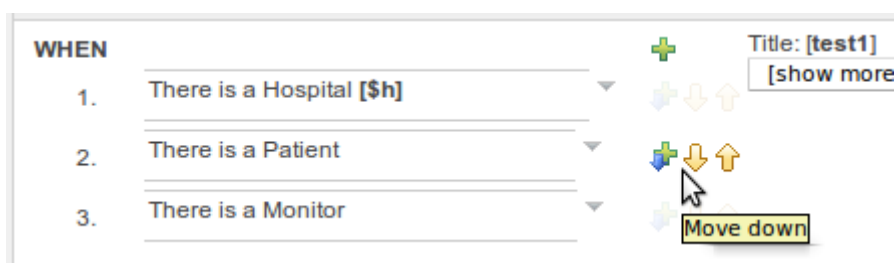 WHEN
Title: [test1]
[show more
1. There is a Hospital [$h]
2. There is a Patient
3. There is a Monitor
Move down